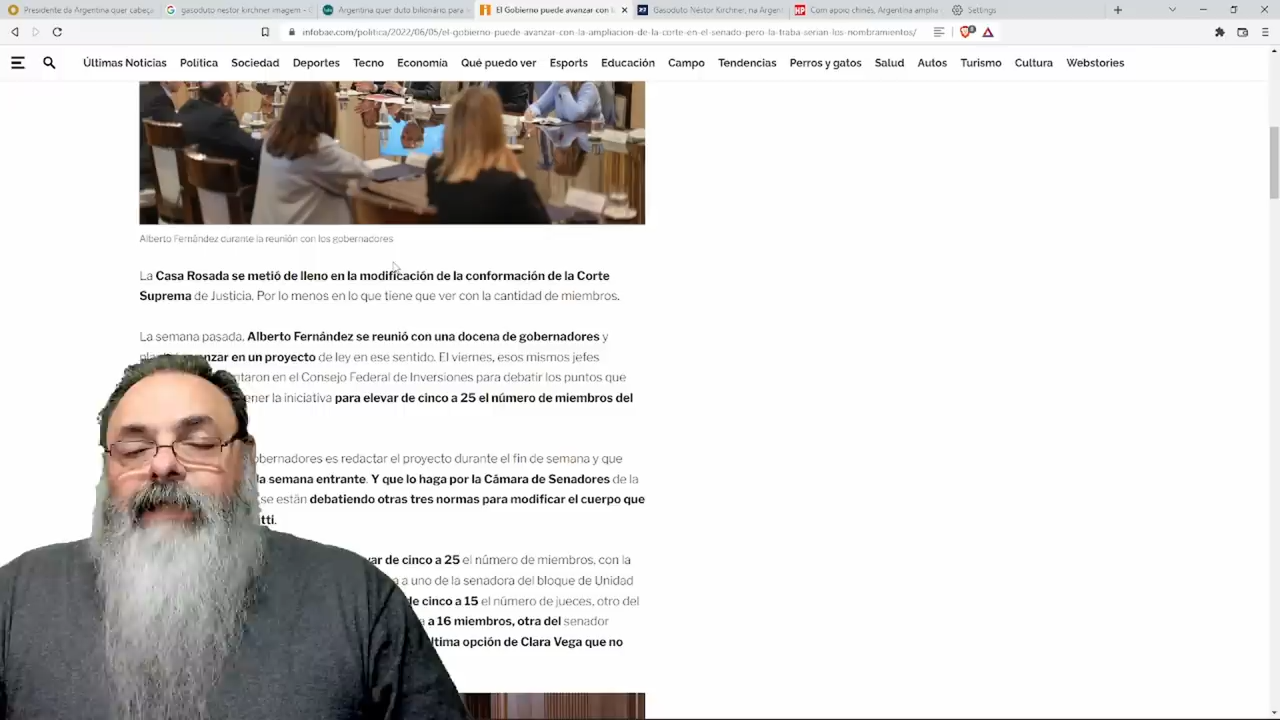 Presidente da Argentina quer cabeça
gasoduto nestor kirchner imagem - G
Argentina quer duto bilionário para
El Gobierno puede avanzar con la
Gasoduto Néstor Kirchner, na Argent
Com apoio chinês, Argentina amplia
Settings
infobae.com/politica/2022/06/05/el-gobierno-puede-avanzar-con-la-ampliacion-de-la-corte-en-el-senado-pero-la-traba-serian-los-nombramientos/
Últimas Noticias Política Sociedad Deportes Tecno Economía Qué puedo ver Esports Educación Campo Tendencias Perros y gatos Salud Autos Turismo Cultura Webstories
Alberto Fernández durante la reunión con los gobernadores
La Casa Rosada se metió de lleno en la modificación de la conformación de la Corte
Suprema de Justicia. Por lo menos en lo que tiene que ver con la cantidad de miembros.
La semana pasada, Alberto Fernández se reunió con una docena de gobernadores y
en un proyecto de ley en ese sentido. El viernes, esos mismos jefes
en el Consejo Federal de Inversiones para debatir los puntos que
la iniciativa para elevar de cinco a 25 el número de miembros del
es redactar el proyecto durante el fin de semana y que
la semana entrante. Y que lo haga por la Cámara de Senadores de la
se están debatiendo otras tres normas para modificar el cuerpo que
de cinco a 25 el número de miembros, con la
a uno de la senadora del bloque de Unidad
de cinco a 15 el número de jueces, otro del
a 16 miembros, otra del senador
opción de Clara Vega que no